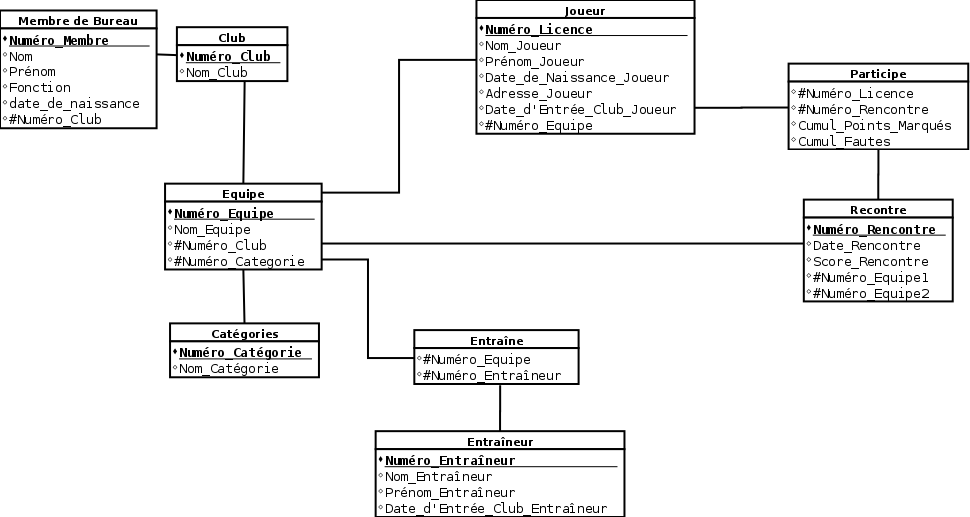 Membre de Bureau
Numéro_Membre
Nom
Prénom
Fonction
date_de_naissance
#Numéro_Club
Club
Numéro_Club
Nom_Club
Joueur
Numéro_Licence
Nom_Joueur
Prénom_Joueur
Date_de_Naissance_Joueur
Adresse_Joueur
Date_d'Entrée_Club_Joueur
#Numéro_Equipe
Participe
#Numéro_Licence
#Numéro_Rencontre
Cumul_Points_Marqués
Cumul_Fautes
Equipe
Numéro_Equipe
Nom_Equipe
#Numéro_Club
#Numéro_Categorie
Recontre
Numéro_Rencontre
Date_Rencontre
Score_Rencontre
#Numéro_Equipe1
#Numéro_Equipe2
Catégories
Numéro_Catégorie
Nom_Catégorie
Entraîne
#Numéro_Equipe
#Numéro_Entraîneur
Entraîneur
Numéro_Entraîneur
Nom_Entraîneur
Prénom_Entraîneur
Date_d'Entrée_Club_Entraîneur